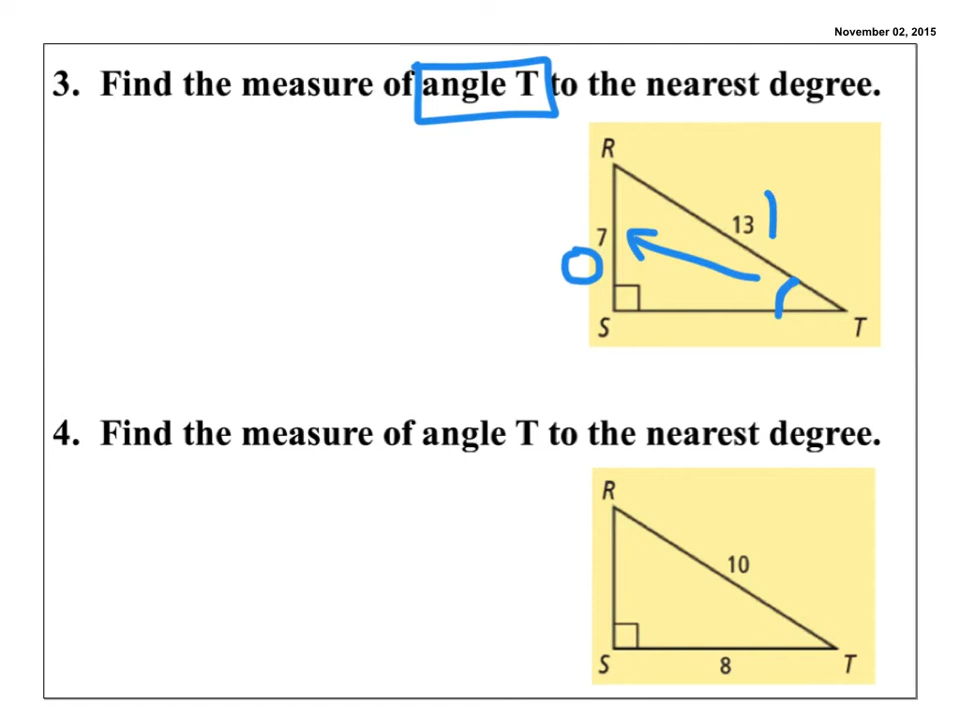 November 02, 2015
3. Find the measure of angle T to the nearest degree.
R
13
7
O
S
T
4. Find the measure of angle T to the nearest degree.
R
10
S
8
T